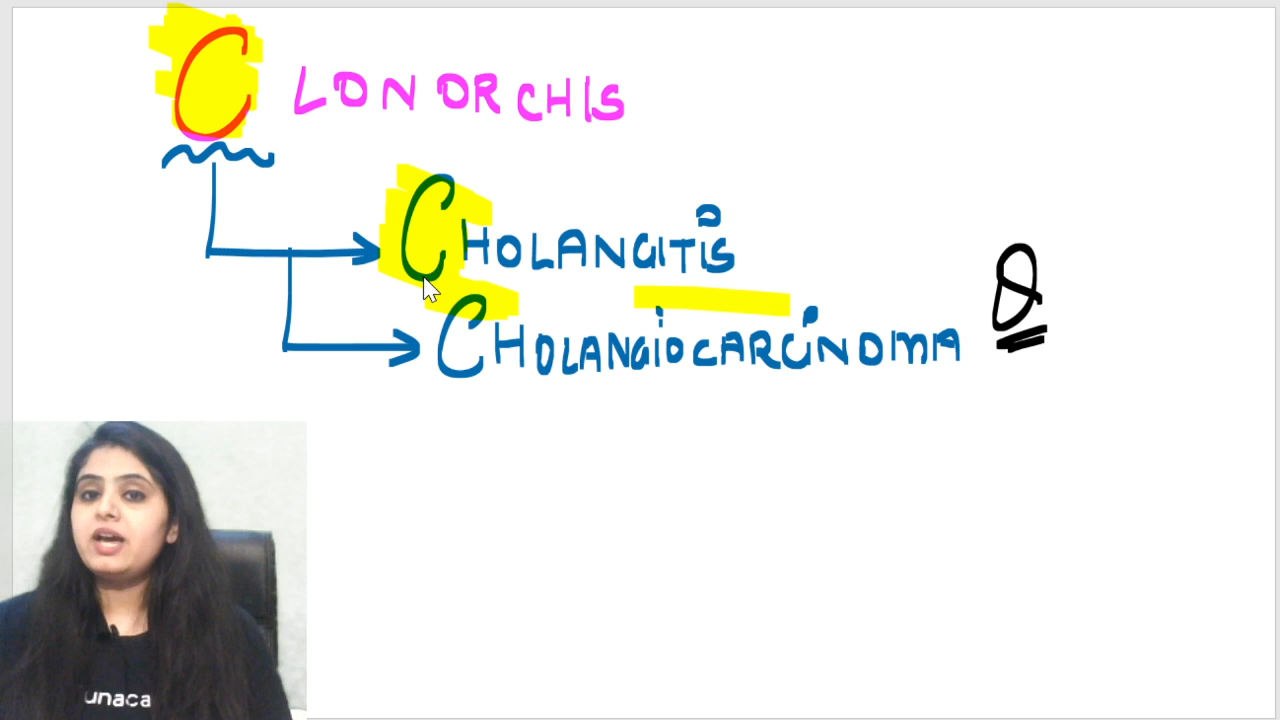 CLONORCHIS
CHOLANGITIS
CHOLANGIOCARCINOMA
Q
unaca